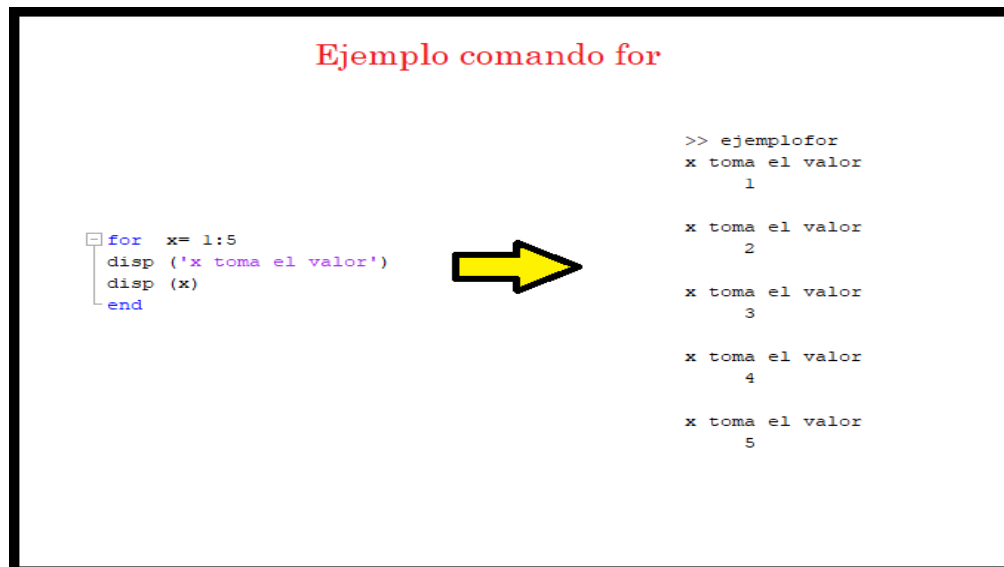 Ejemplo comando for
for x= 1:5
disp ('x toma el valor')
disp (x)
end
>> ejemplofor
x toma el valor
1
x toma el valor
2
x toma el valor
3
x toma el valor
4
x toma el valor
5